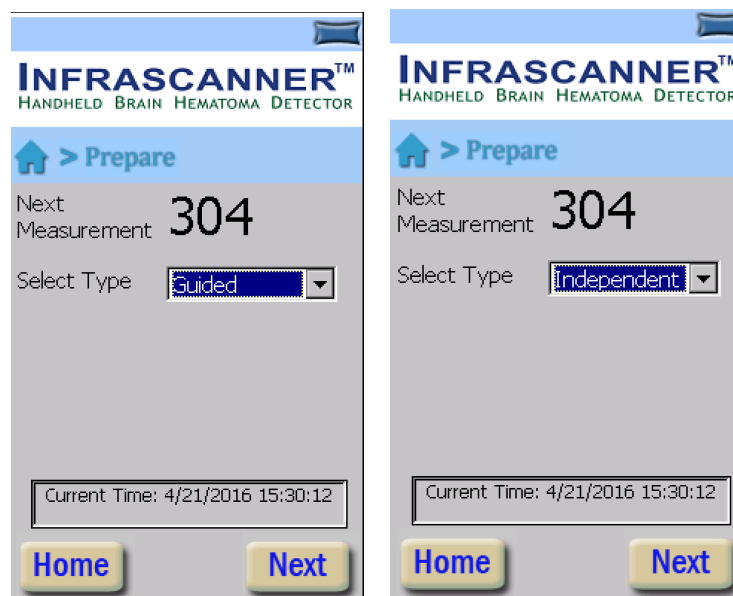 INFRASCANNER™
HANDHELD BRAIN HEMATOMA DETECTOR
> Prepare
Next
Measurement 304
Select Type Guided
Current Time: 4/21/2016 15:30:12
Home Next
INFRASCANNER™
HANDHELD BRAIN HEMATOMA DETECTOR
> Prepare
Next
Measurement 304
Select Type Independent
Current Time: 4/21/2016 15:30:12
Home Next